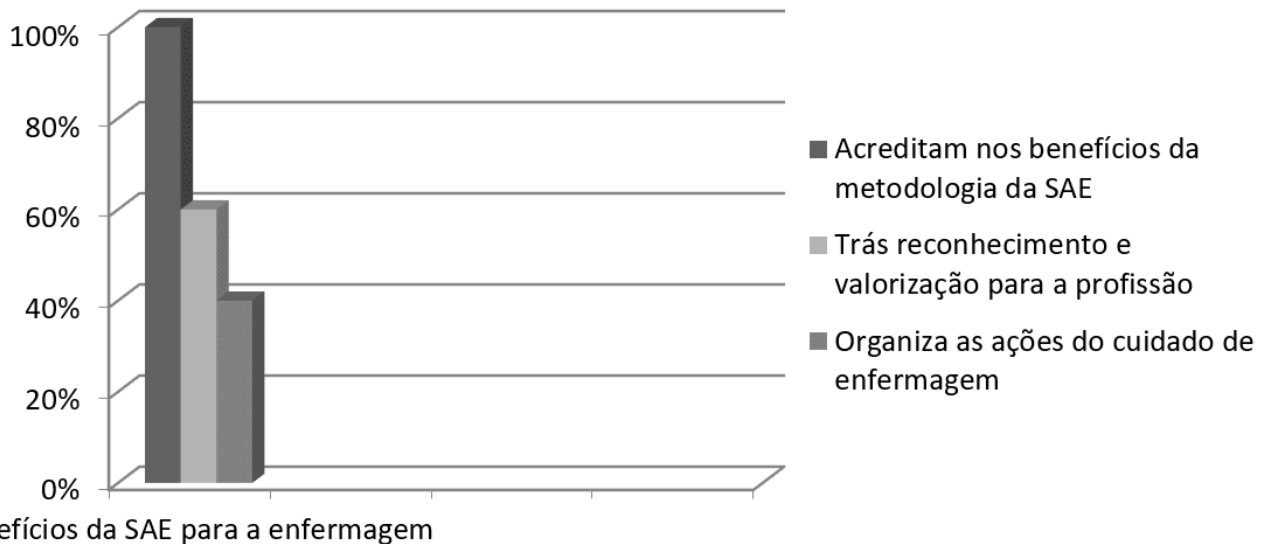 100%
80%
60%
40%
20%
0%
efícios da SAE para a enfermagem
Acreditam nos benefícios da
metodologia da SAE
Trás reconhecimento e
valorização para a profissão
Organiza as ações do cuidado de
enfermagem